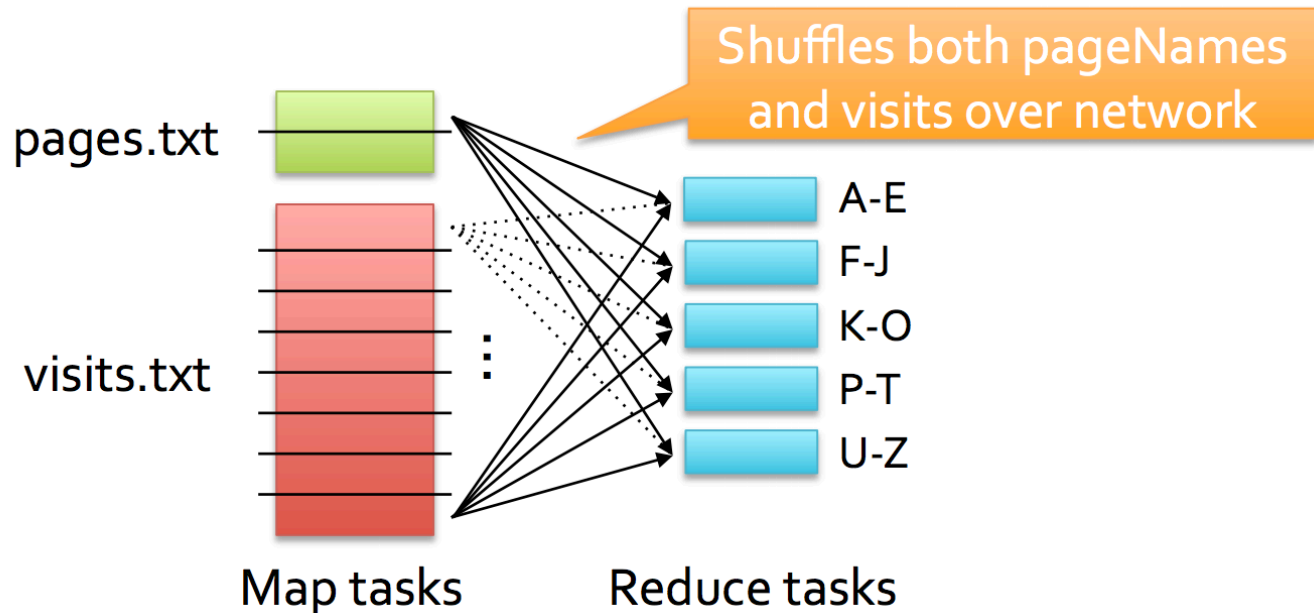 Shuffles both pageNames
and visits over network
pages.txt
visits.txt
⋮
A-E
F-J
K-O
P-T
U-Z
Map tasks
Reduce tasks